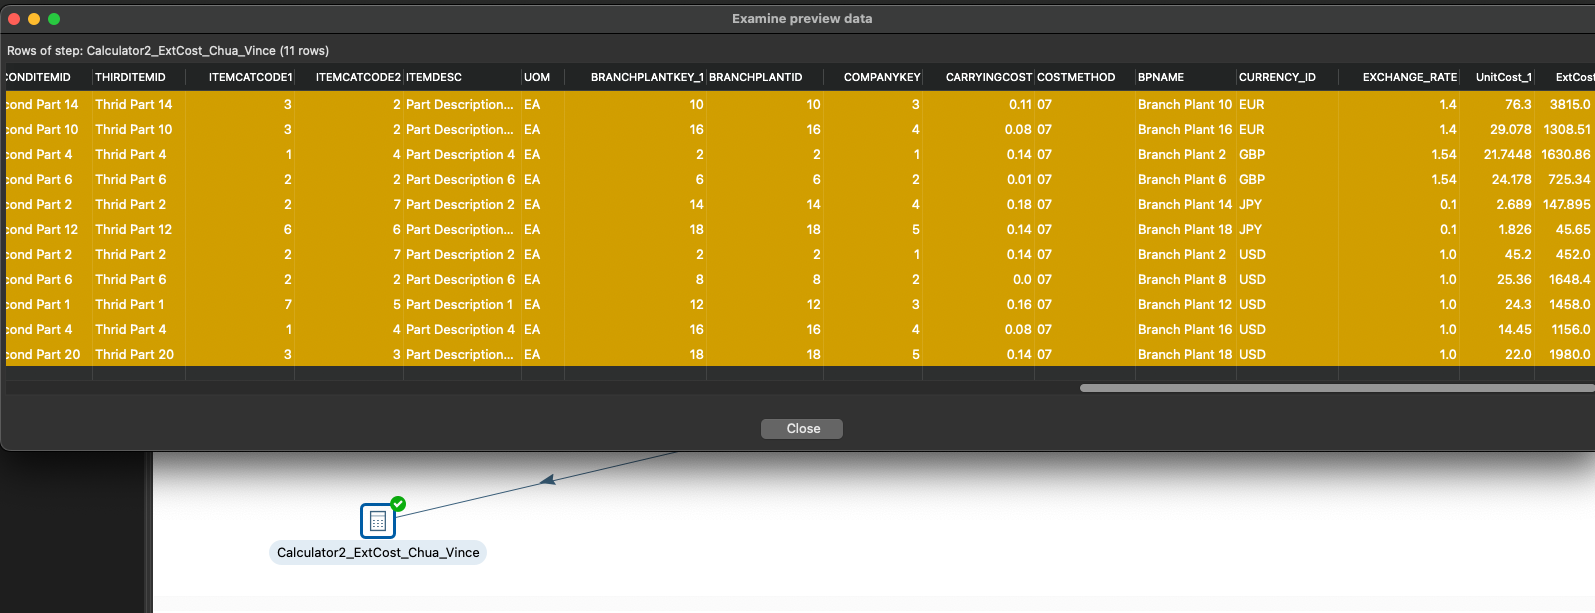 Examine preview data
Rows of step: Calculator2_ExtCost_Chua_Vince (11 rows)
CONDITEMID THIRDITEMID ITEMCATCODE1 ITEMCATCODE2 ITEMDESC UOM BRANCHPLANTKEY_1 BRANCHPLANTID COMPANYKEY CARRYINGCOST COSTMETHOD BPNAME CURRENCY_ID EXCHANGE_RATE UnitCost_1 ExtCost
cond Part 14 Thrid Part 14 3 2 Part Description... EA 10 10 3 0.11 07 Branch Plant 10 EUR 1.4 76.3 3815.0
cond Part 10 Thrid Part 10 3 2 Part Description... EA 16 16 4 0.08 07 Branch Plant 16 EUR 1.4 29.078 1308.51
cond Part 4 Thrid Part 4 1 4 Part Description 4 EA 2 2 1 0.14 07 Branch Plant 2 GBP 1.54 21.7448 1630.86
cond Part 6 Thrid Part 6 2 2 Part Description 6 EA 6 6 2 0.01 07 Branch Plant 6 GBP 1.54 24.178 725.34
cond Part 2 Thrid Part 2 2 7 Part Description 2 EA 14 14 4 0.18 07 Branch Plant 14 JPY 0.1 2.689 147.895
cond Part 12 Thrid Part 12 6 6 Part Description... EA 18 18 5 0.14 07 Branch Plant 18 JPY 0.1 1.826 45.65
cond Part 2 Thrid Part 2 2 7 Part Description 2 EA 2 2 1 0.14 07 Branch Plant 2 USD 1.0 45.2 452.0
cond Part 6 Thrid Part 6 2 2 Part Description 6 EA 8 8 2 0.0 07 Branch Plant 8 USD 1.0 25.36 1648.4
cond Part 1 Thrid Part 1 7 5 Part Description 1 EA 12 12 3 0.16 07 Branch Plant 12 USD 1.0 24.3 1458.0
cond Part 4 Thrid Part 4 1 4 Part Description 4 EA 16 16 4 0.08 07 Branch Plant 16 USD 1.0 14.45 1156.0
cond Part 20 Thrid Part 20 3 3 Part Description... EA 18 18 5 0.14 07 Branch Plant 18 USD 1.0 22.0 1980.0
Close
Calculator2_ExtCost_Chua_Vince